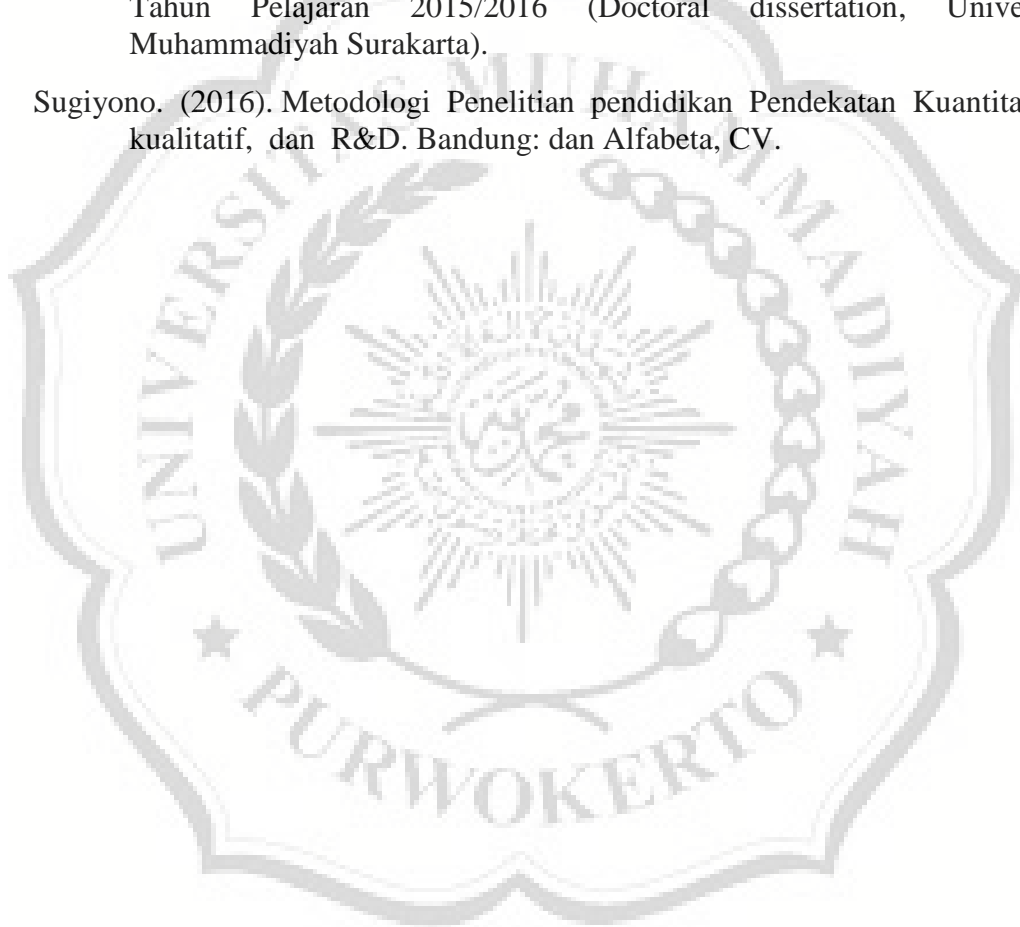 Tahun Pelajaran 2015/2016 (Doctoral dissertation, Unive
Muhammadiyah Surakarta).
Sugiyono. (2016). Metodologi Penelitian pendidikan Pendekatan Kuantita
kualitatif, dan R&D. Bandung: dan Alfabeta, CV.
UNIVERSITAS MUHAMMADIYAH
PURWOKERTO